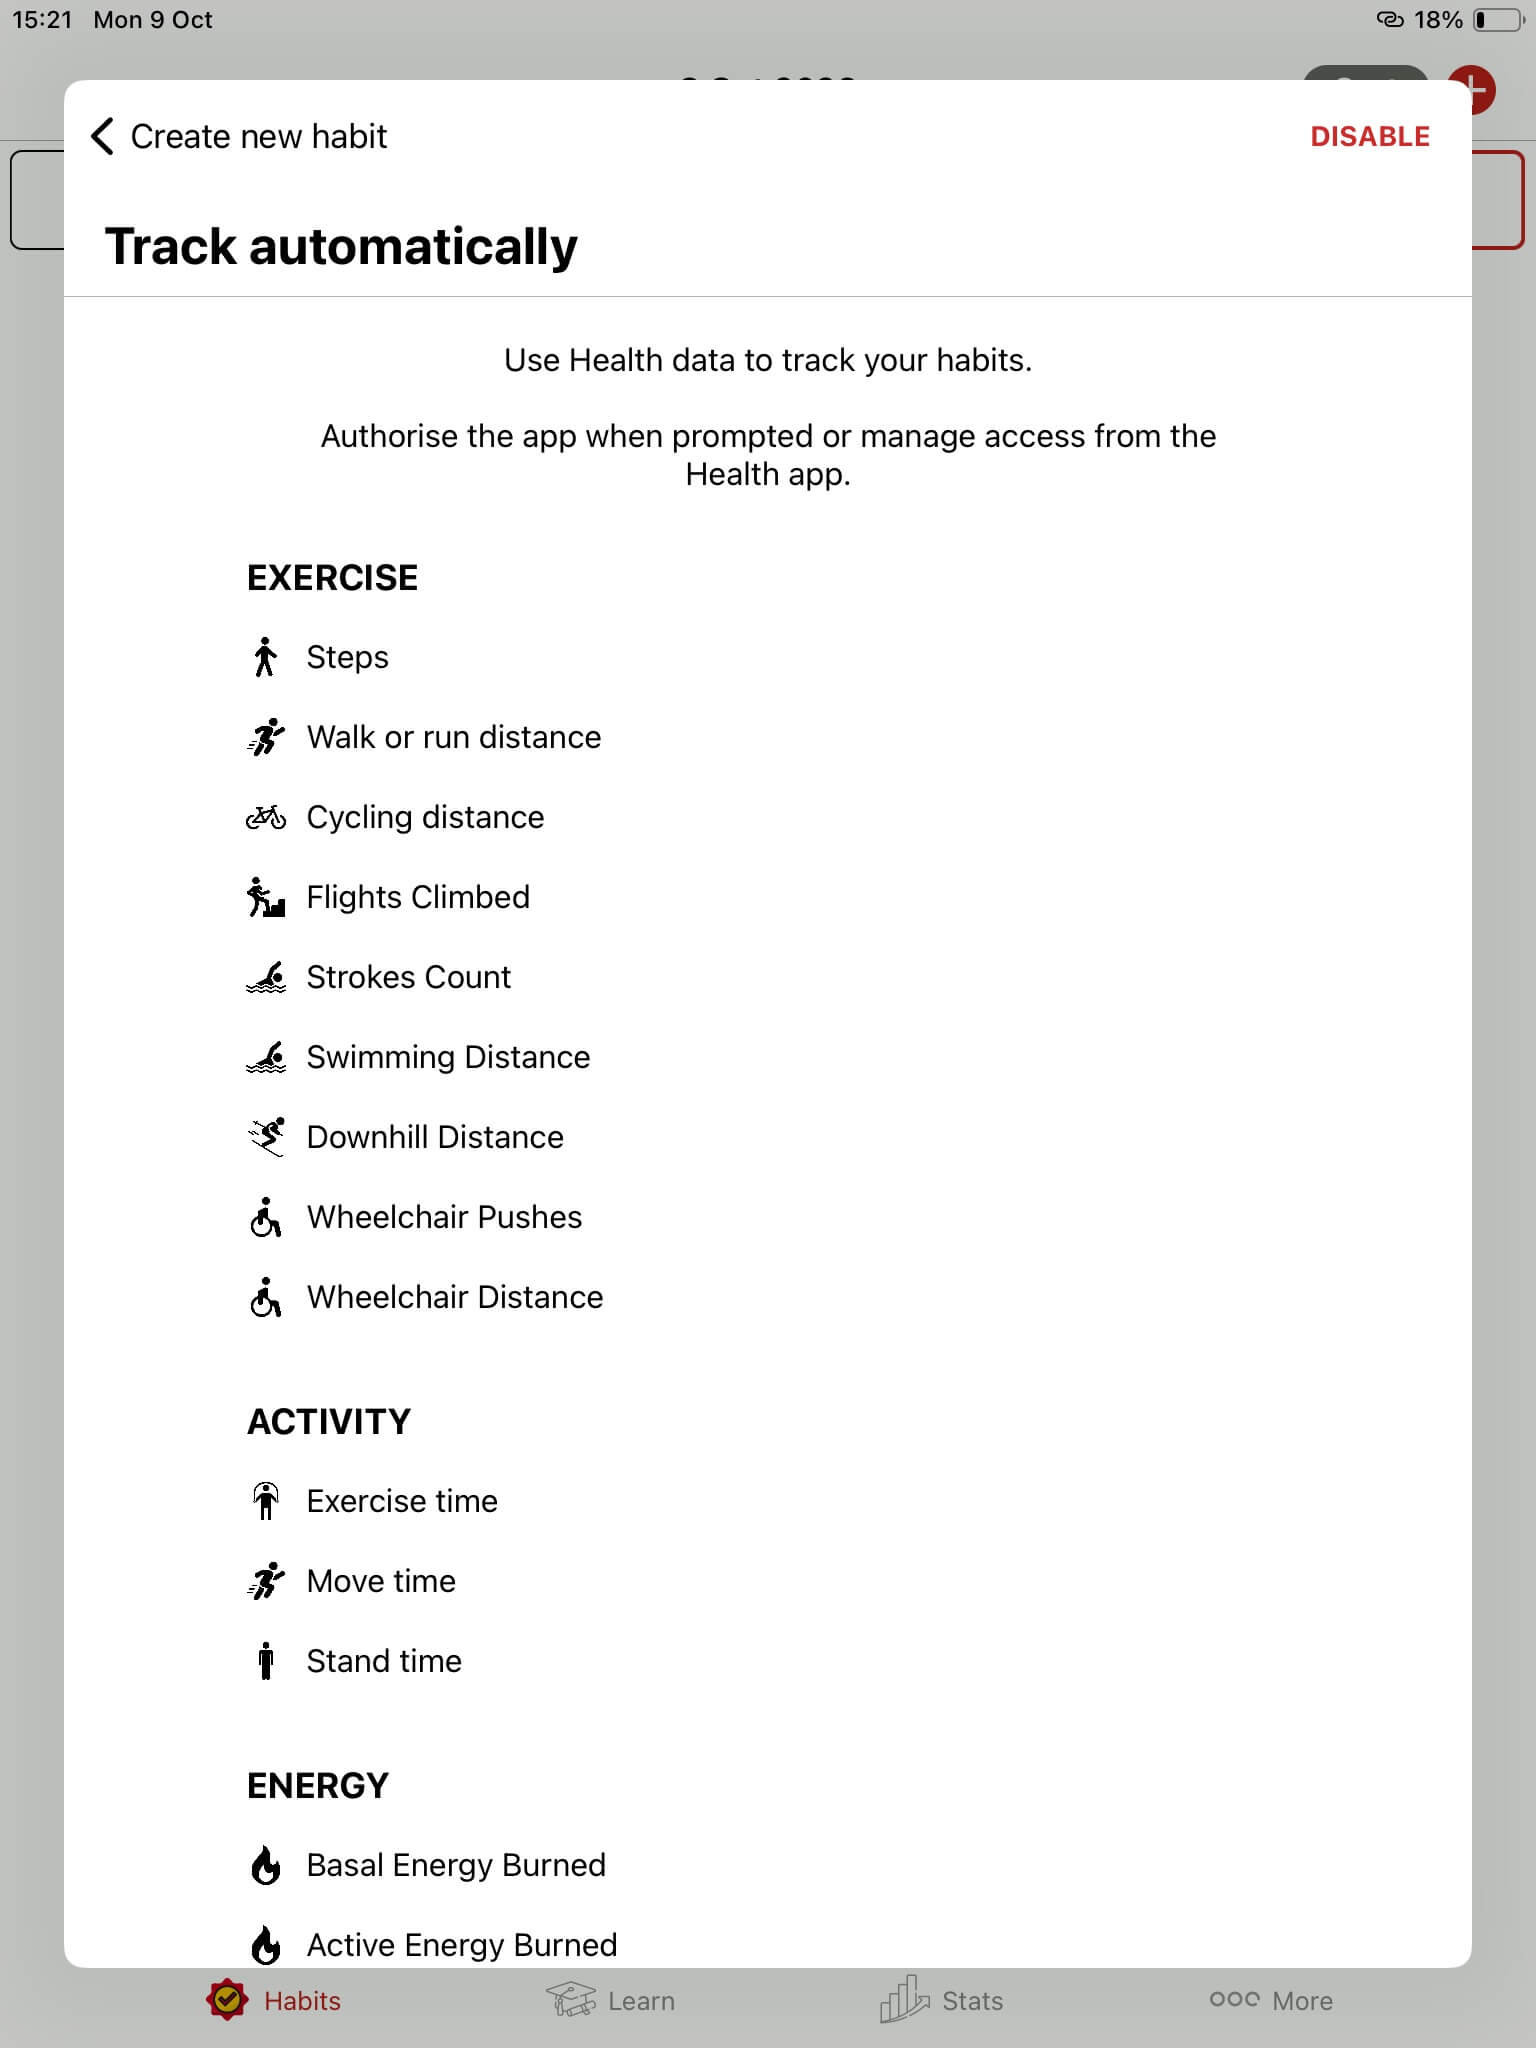 15:21 Mon 9 Oct
18%
Create new habit
DISABLE
Track automatically
Use Health data to track your habits.
Authorise the app when prompted or manage access from the
Health app.
EXERCISE
Steps
Walk or run distance
Cycling distance
Flights Climbed
Strokes Count
Swimming Distance
Downhill Distance
Wheelchair Pushes
Wheelchair Distance
ACTIVITY
Exercise time
Move time
Stand time
ENERGY
Basal Energy Burned
Active Energy Burned
Habits
Learn
Stats
More